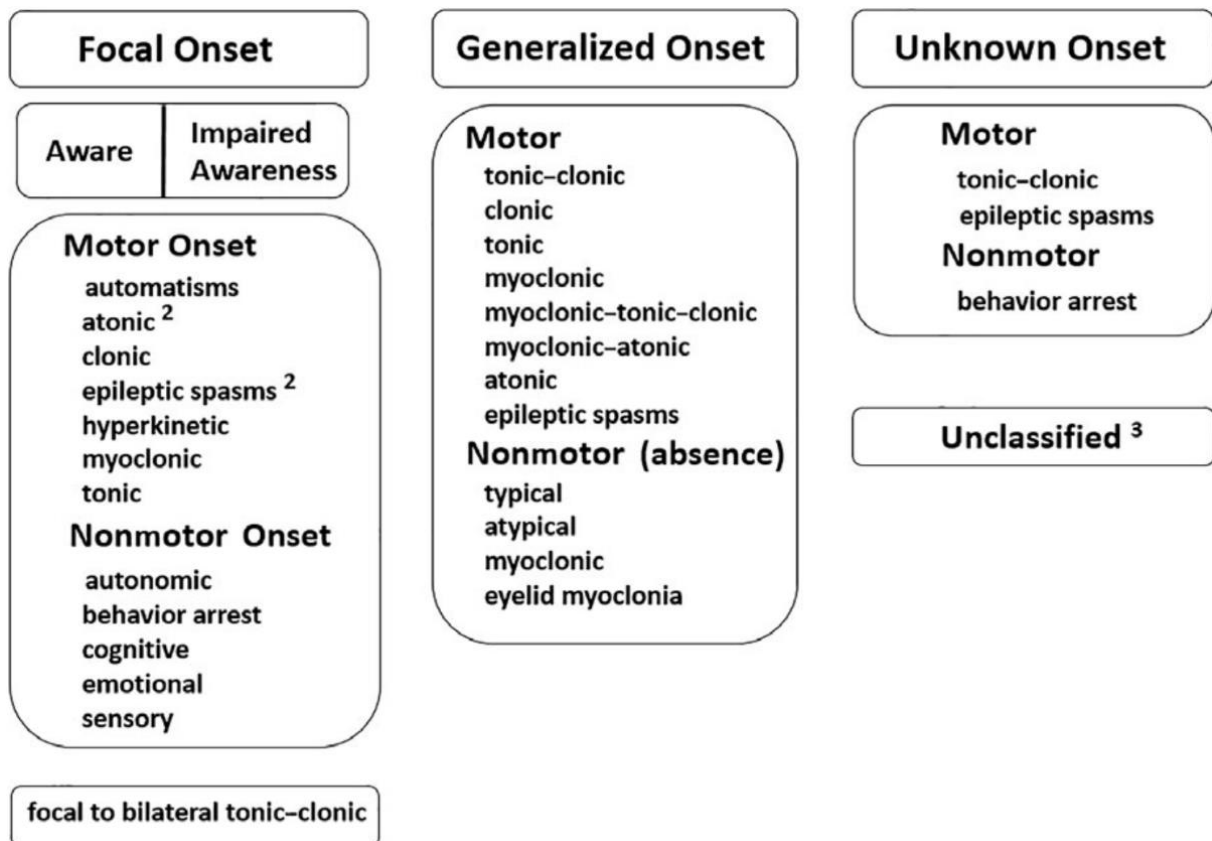 Focal Onset
Aware
Impaired
Awareness
Motor Onset
automatisms
atonic ²
clonic
epileptic spasms ²
hyperkinetic
myoclonic
tonic
Nonmotor Onset
autonomic
behavior arrest
cognitive
emotional
sensory
focal to bilateral tonic–clonic
Generalized Onset
Motor
tonic–clonic
clonic
tonic
myoclonic
myoclonic–tonic–clonic
myoclonic–atonic
atonic
epileptic spasms
Nonmotor (absence)
typical
atypical
myoclonic
eyelid myoclonia
Unknown Onset
Motor
tonic–clonic
epileptic spasms
Nonmotor
behavior arrest
Unclassified ³